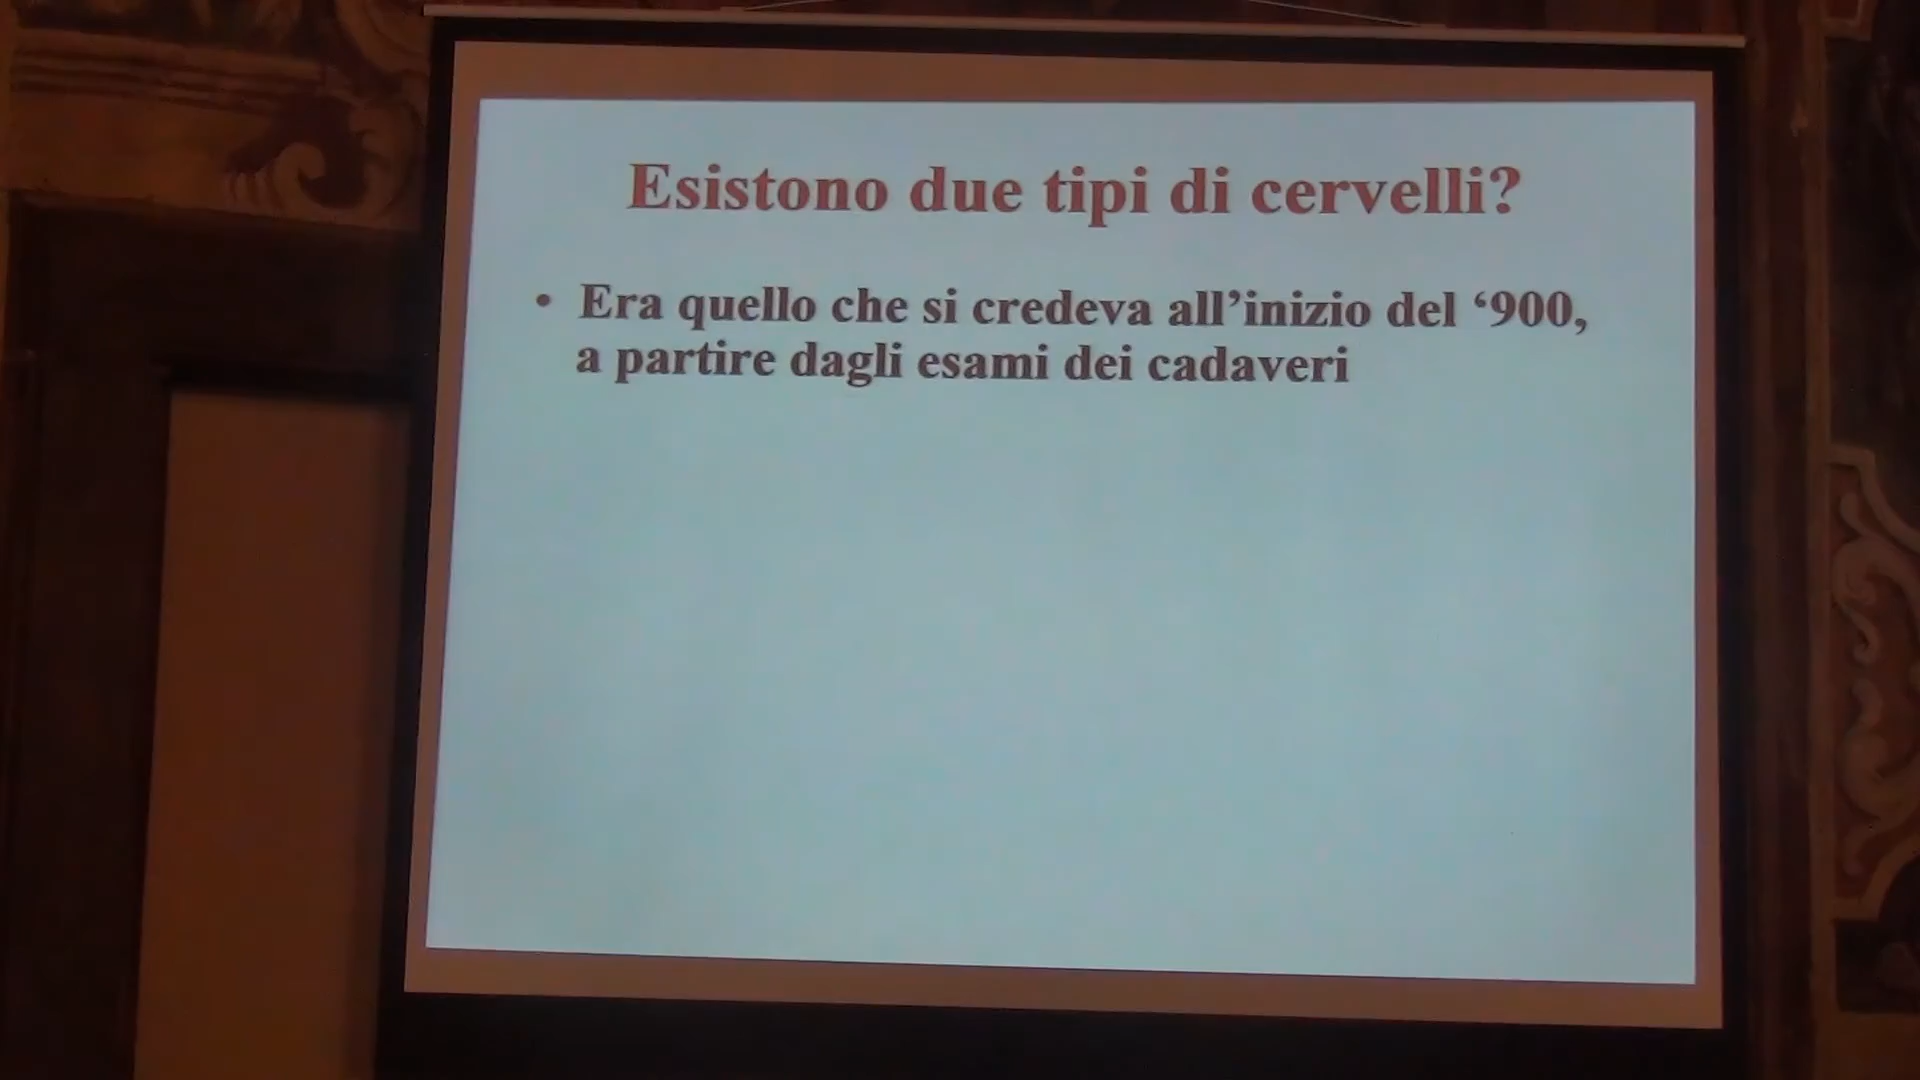 Esistono due tipi di cervelli?
• Era quello che si credeva all’inizio del ‘900,
a partire dagli esami dei cadaveri